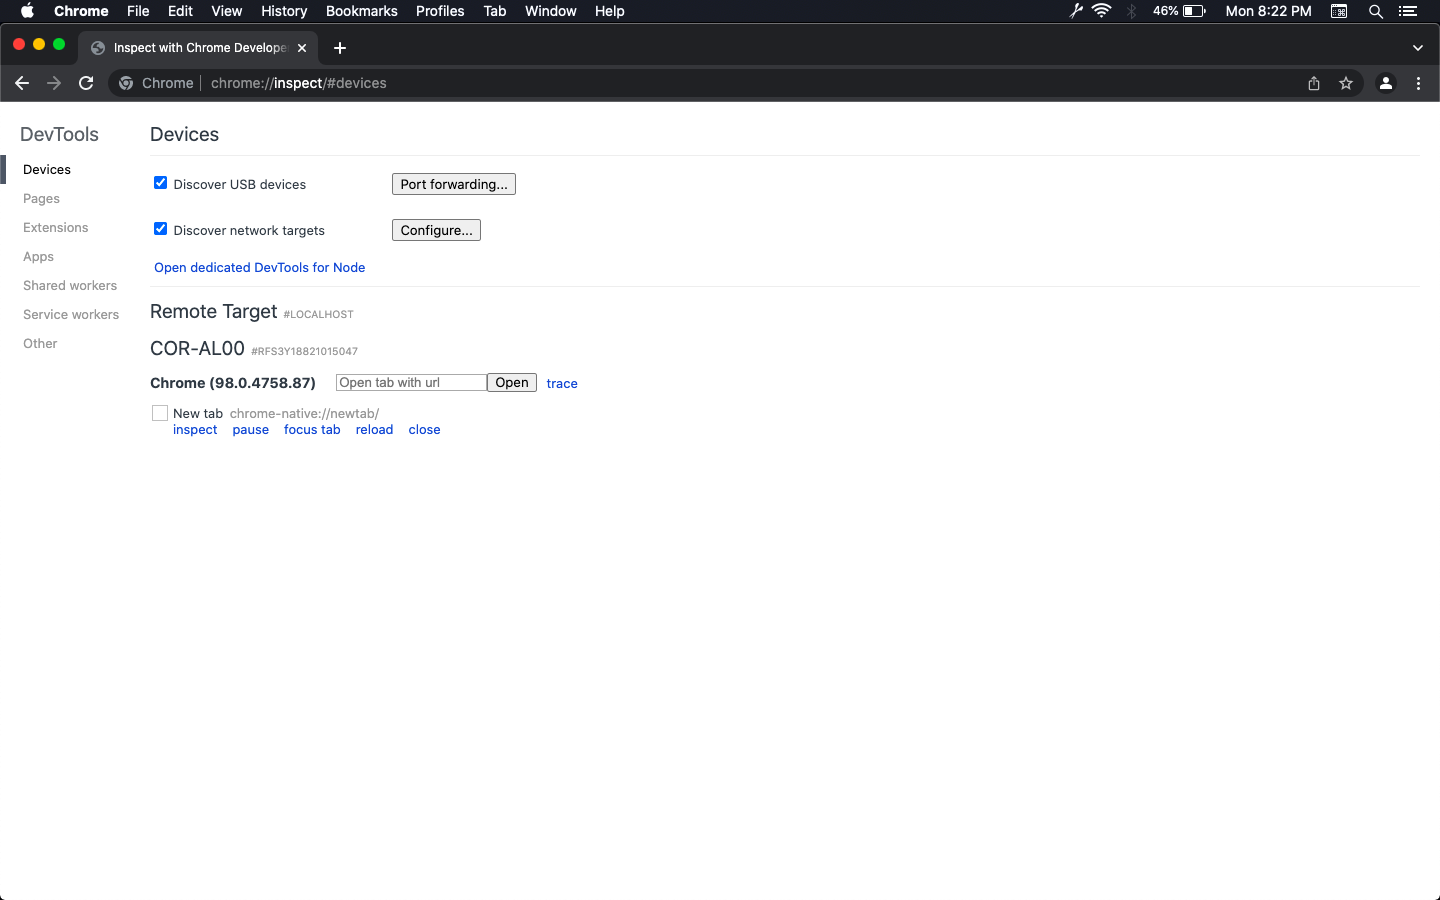 Chrome File Edit View History Bookmarks Profiles Tab Window Help 46% Mon 8:22 PM
Inspect with Chrome Develope
Chrome chrome://inspect/#devices
DevTools
Devices
Pages
Extensions
Apps
Shared workers
Service workers
Other
Devices
Discover USB devices Port forwarding...
Discover network targets Configure...
Open dedicated DevTools for Node
Remote Target #LOCALHOST
COR-AL00 #RFS3Y18821015047
Chrome (98.0.4758.87) Open tab with url Open trace
New tab chrome-native://newtab/
inspect pause focus tab reload close